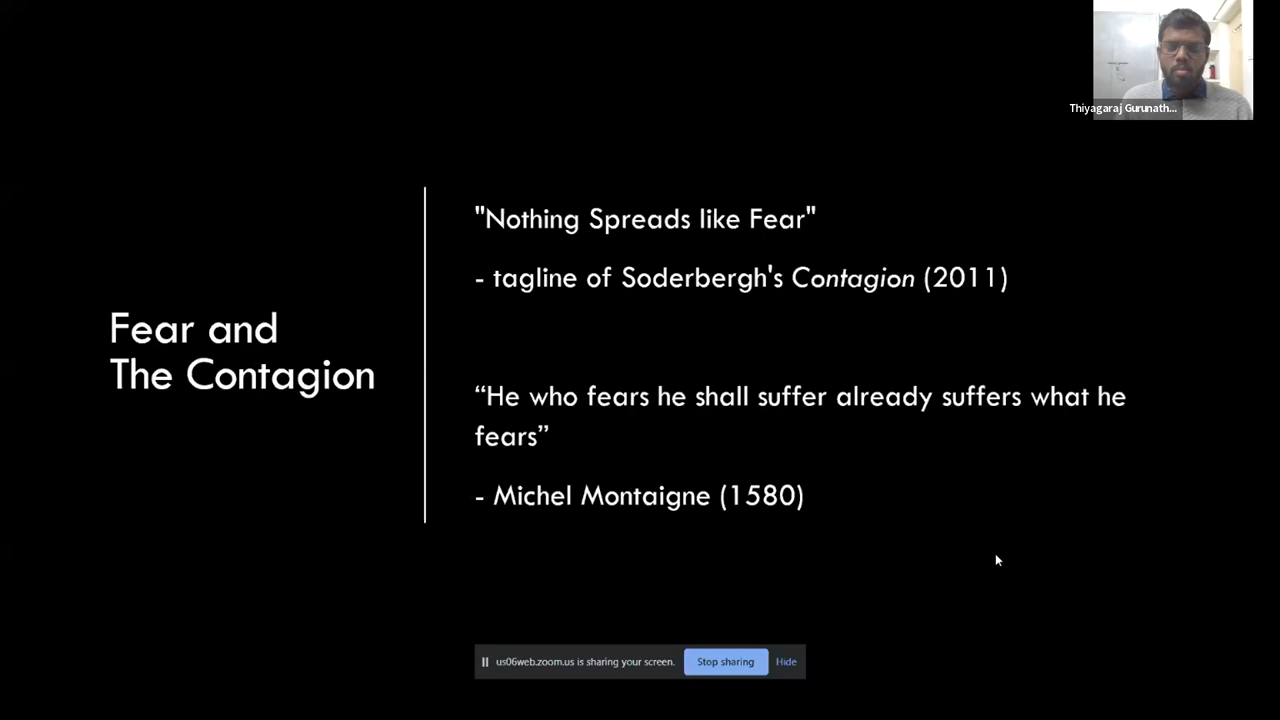 Thiyagaraj Gurunath...
"Nothing Spreads like Fear"
- tagline of Soderbergh's Contagion (2011)
Fear and
The Contagion
“He who fears he shall suffer already suffers what he
fears”
- Michel Montaigne (1580)
us06web.zoom.us is sharing your screen.
Stop sharing
Hide